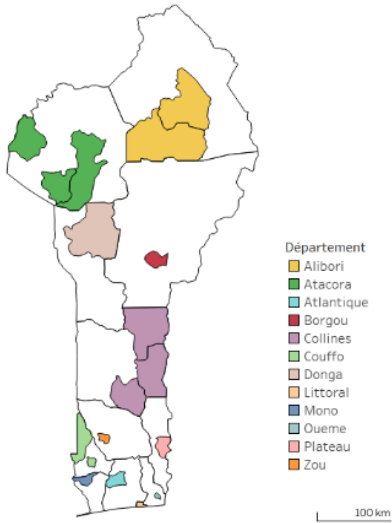 Département
Alibori
Atacora
Atlantique
Borgou
Collines
Couffo
Donga
Littoral
Mono
Oueme
Plateau
Zou
100 km